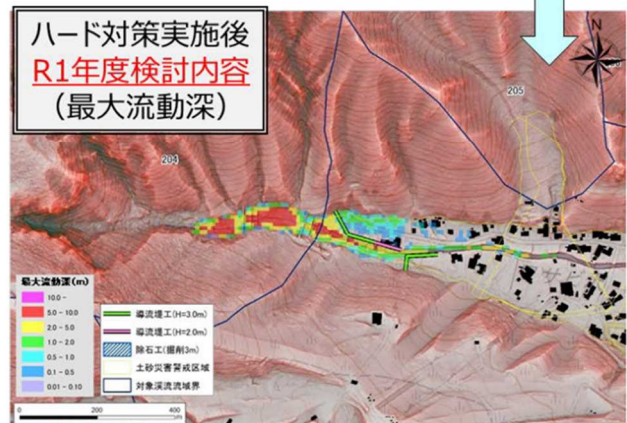 ハード対策実施後
R1年度検討内容
（最大流動深）
N
205
204
最大流動深(m)
10.0 -
5.0 - 10.0
2.0 - 5.0
1.0 - 2.0
0.5 - 1.0
0.1 - 0.5
0.01 - 0.10
導流堤工(H=3.0m)
導流堤工(H=2.0m)
除石工(掘削3m)
土砂災害警戒区域
対象渓流流域界
0 200 400